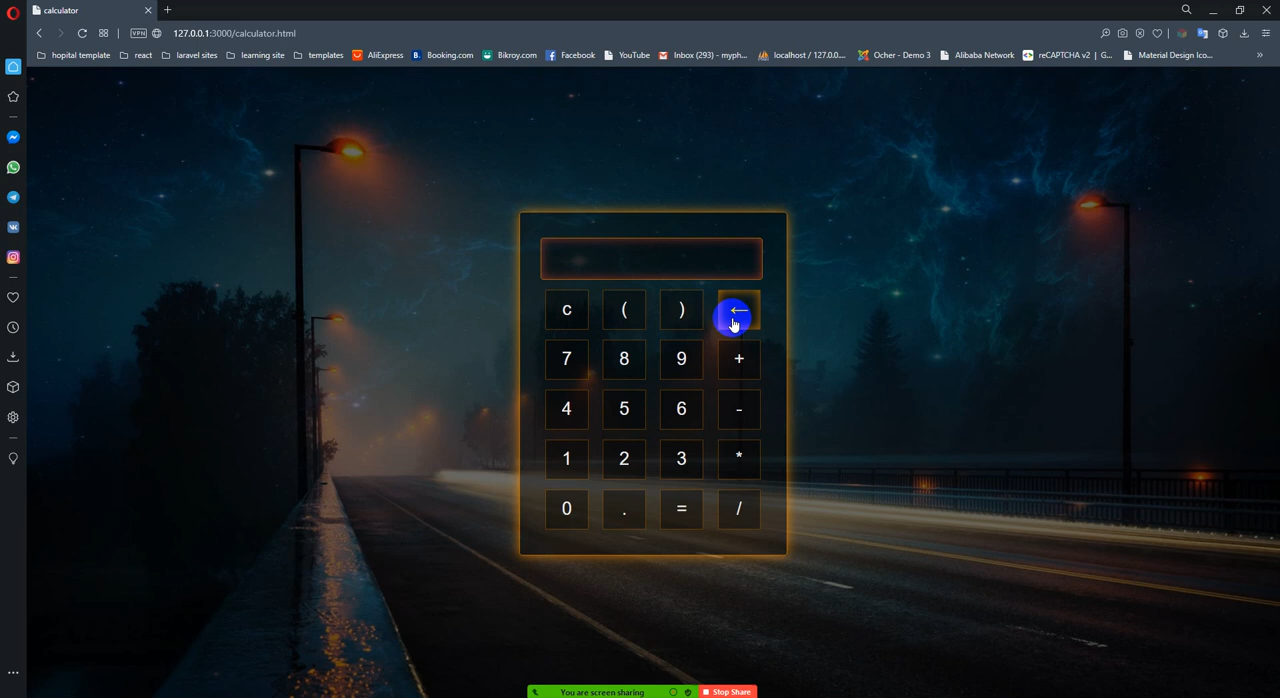 calculator
VPN 127.0.0.1:3000/calculator.html
hopital template react laravel sites learning site templates AliExpress B. Booking.com Bikroy.com Facebook YouTube Inbox (293) - myph... localhost / 127.0.0.... Ocher - Demo 3 Alibaba Network reCAPTCHA v2 | G... Material Design Ico... »
c ( ) ←
7 8 9 +
4 5 6 -
1 2 3 *
0 . = /
You are screen sharing Stop Share